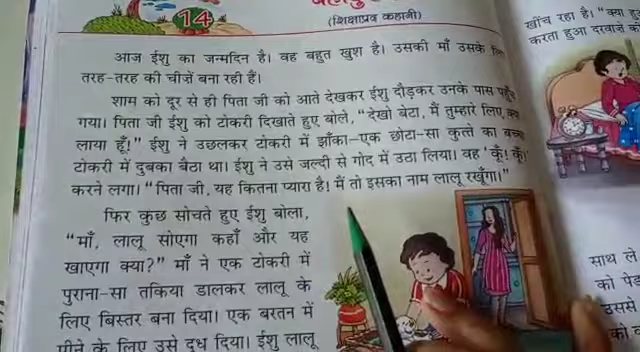 14
(शिक्षाप्रद कहानी)
आज ईशु का जन्मदिन है। वह बहुत खुश है। उसकी माँ उसके
तरह-तरह की चीज़ें बना रही हैं।
शाम को दूर से ही पिता जी को आते देखकर ईशु दौड़कर उनके पास पहुँच
गया। पिता जी ईशु को टोकरी दिखाते हुए बोले, “देखो बेटा, मैं तुम्हारे लिए क्या
लाया हूँ!” ईशु ने उछलकर टोकरी में झाँका–एक छोटा-सा कुत्ते का बच्चा
टोकरी में दुबका बैठा था। ईशु ने उसे जल्दी से गोद में उठा लिया। वह ‘कूँ! कूँ!’
करने लगा। “पिता जी, यह कितना प्यारा है! मैं तो इसका नाम लालू रखूँगा।”
फिर कुछ सोचते हुए ईशु बोला,
“माँ, लालू सोएगा कहाँ और यह
खाएगा क्या?” माँ ने एक टोकरी में
पुराना-सा तकिया डालकर लालू के
लिए बिस्तर बना दिया। एक बरतन में
पीने के लिए उसे दूध दिया। ईशु लालू
खींच रहा है। “क्या
करता हुआ दरवाज़े
साथ ले
को
उससे